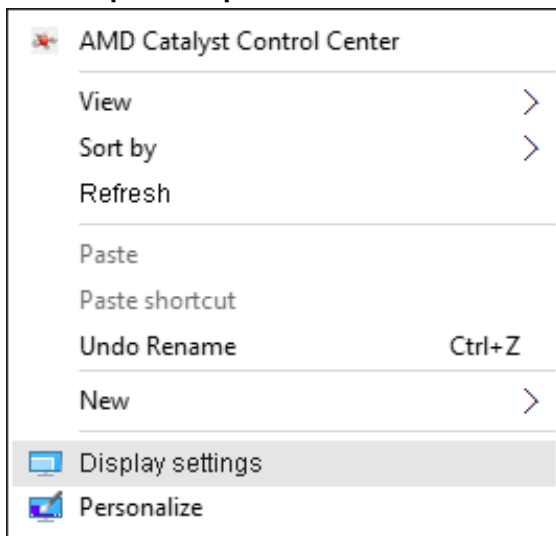 AMD Catalyst Control Center
View
Sort by
Refresh
Paste
Paste shortcut
Undo Rename Ctrl+Z
New
Display settings
Personalize